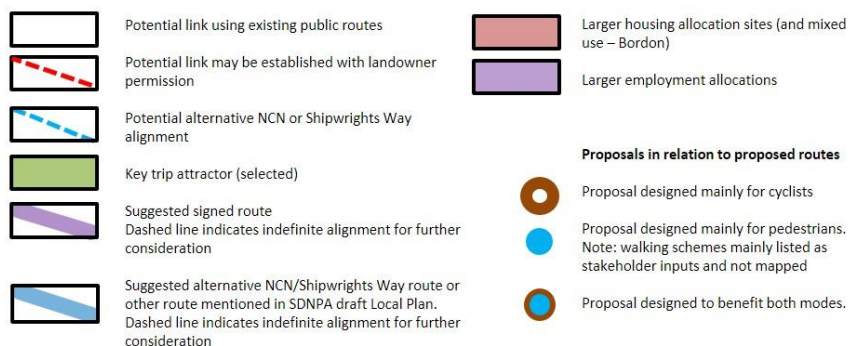 Potential link using existing public routes
Potential link may be established with landowner
permission
Potential alternative NCN or Shipwrights Way
alignment
Key trip attractor (selected)
Suggested signed route
Dashed line indicates indefinite alignment for further
consideration
Suggested alternative NCN/Shipwrights Way route or
other route mentioned in SDNPA draft Local Plan.
Dashed line indicates indefinite alignment for further
consideration
Larger housing allocation sites (and mixed
use – Bordon)
Larger employment allocations
Proposals in relation to proposed routes
Proposal designed mainly for cyclists
Proposal designed mainly for pedestrians.
Note: walking schemes mainly listed as
stakeholder inputs and not mapped
Proposal designed to benefit both modes.